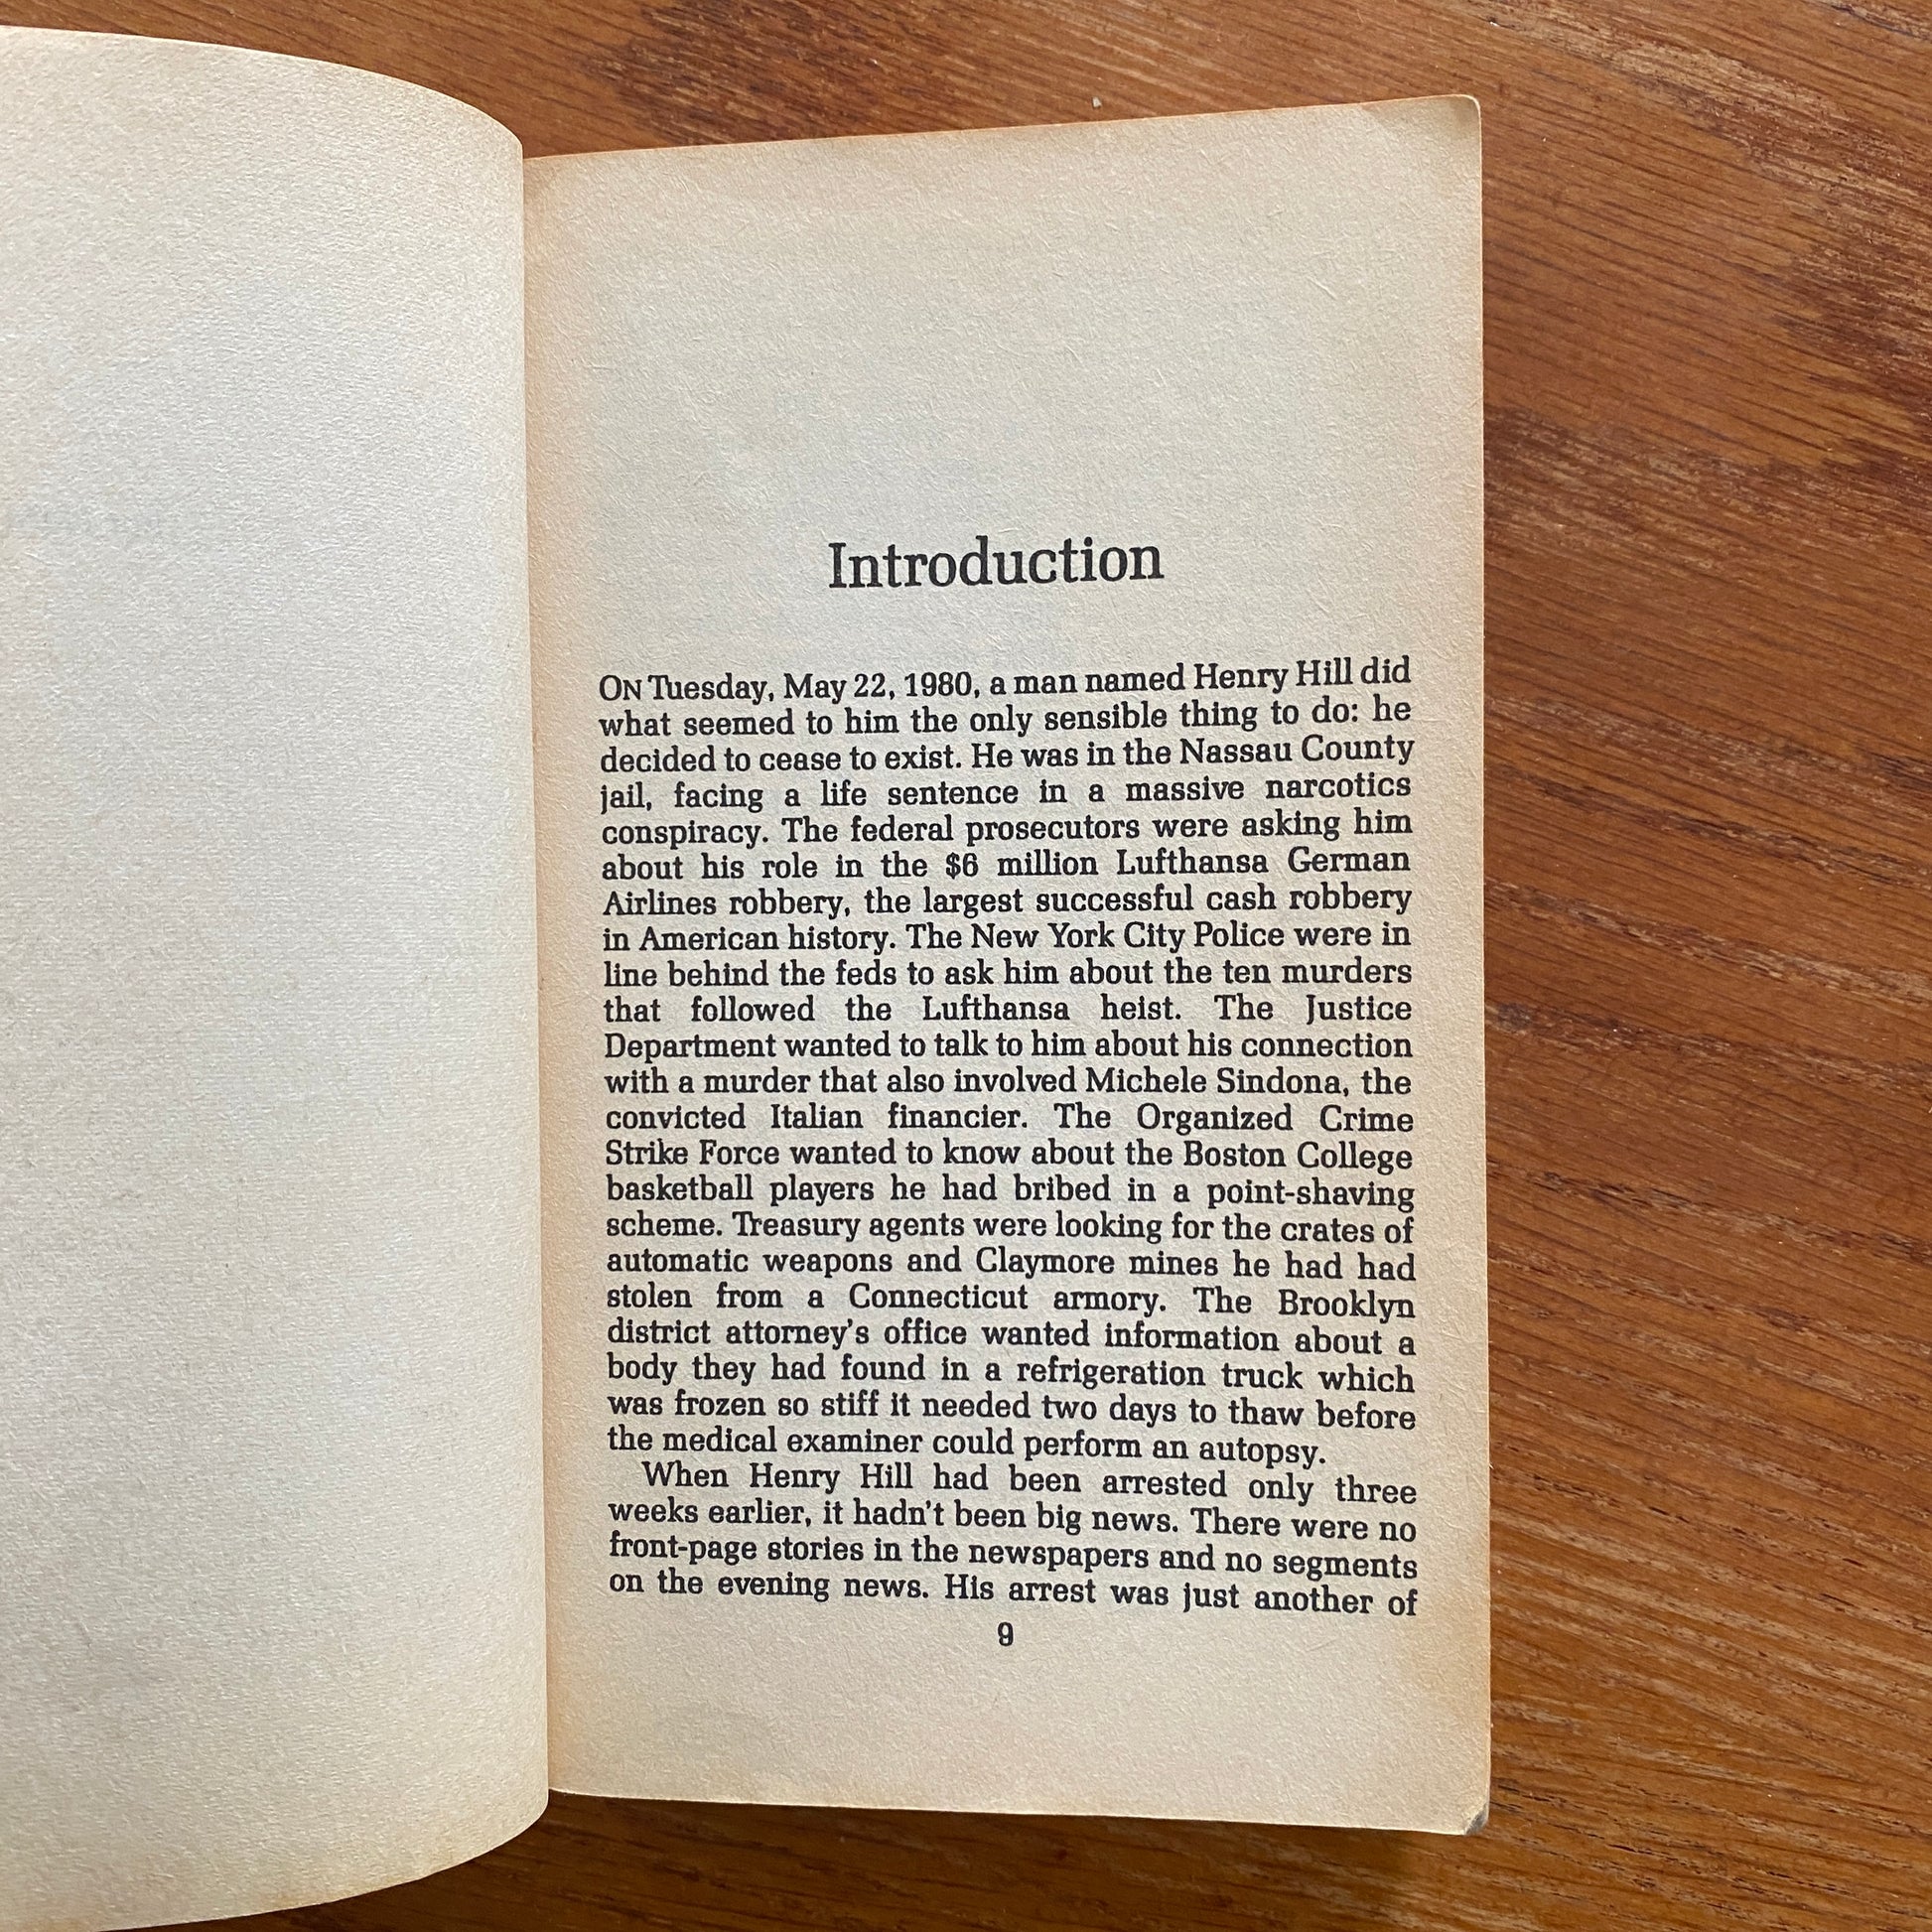 Introduction
ON Tuesday, May 22, 1980, a man named Henry Hill did
what seemed to him the only sensible thing to do: he
decided to cease to exist. He was in the Nassau County
jail, facing a life sentence in a massive narcotics
conspiracy. The federal prosecutors were asking him
about his role in the $6 million Lufthansa German
Airlines robbery, the largest successful cash robbery
in American history. The New York City Police were in
line behind the feds to ask him about the ten murders
that followed the Lufthansa heist. The Justice
Department wanted to talk to him about his connection
with a murder that also involved Michele Sindona, the
convicted Italian financier. The Organized Crime
Strike Force wanted to know about the Boston College
basketball players he had bribed in a point-shaving
scheme. Treasury agents were looking for the crates of
automatic weapons and Claymore mines he had had
stolen from a Connecticut armory. The Brooklyn
district attorney's office wanted information about a
body they had found in a refrigeration truck which
was frozen so stiff it needed two days to thaw before
the medical examiner could perform an autopsy.
When Henry Hill had been arrested only three
weeks earlier, it hadn't been big news. There were no
front-page stories in the newspapers and no segments
on the evening news. His arrest was just another of
9